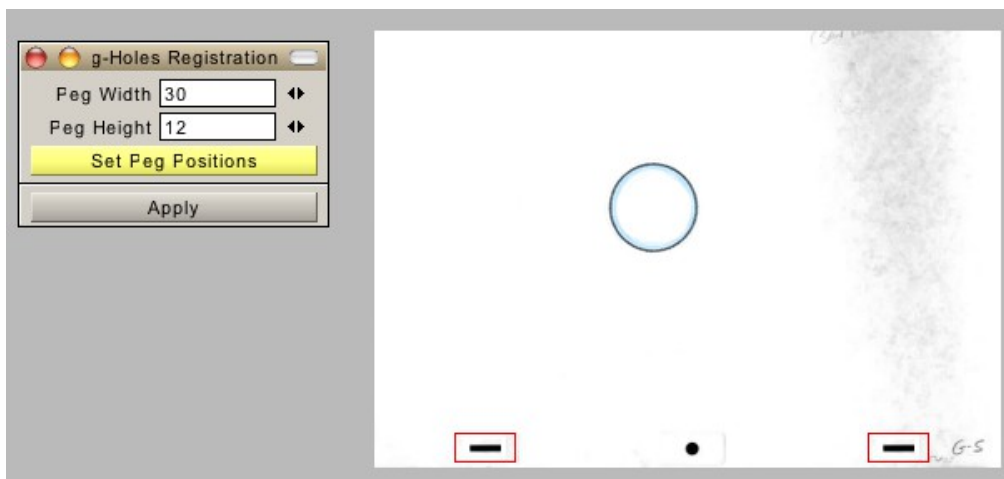 g-Holes Registration
Peg Width 30
Peg Height 12
Set Peg Positions
Apply
G-5